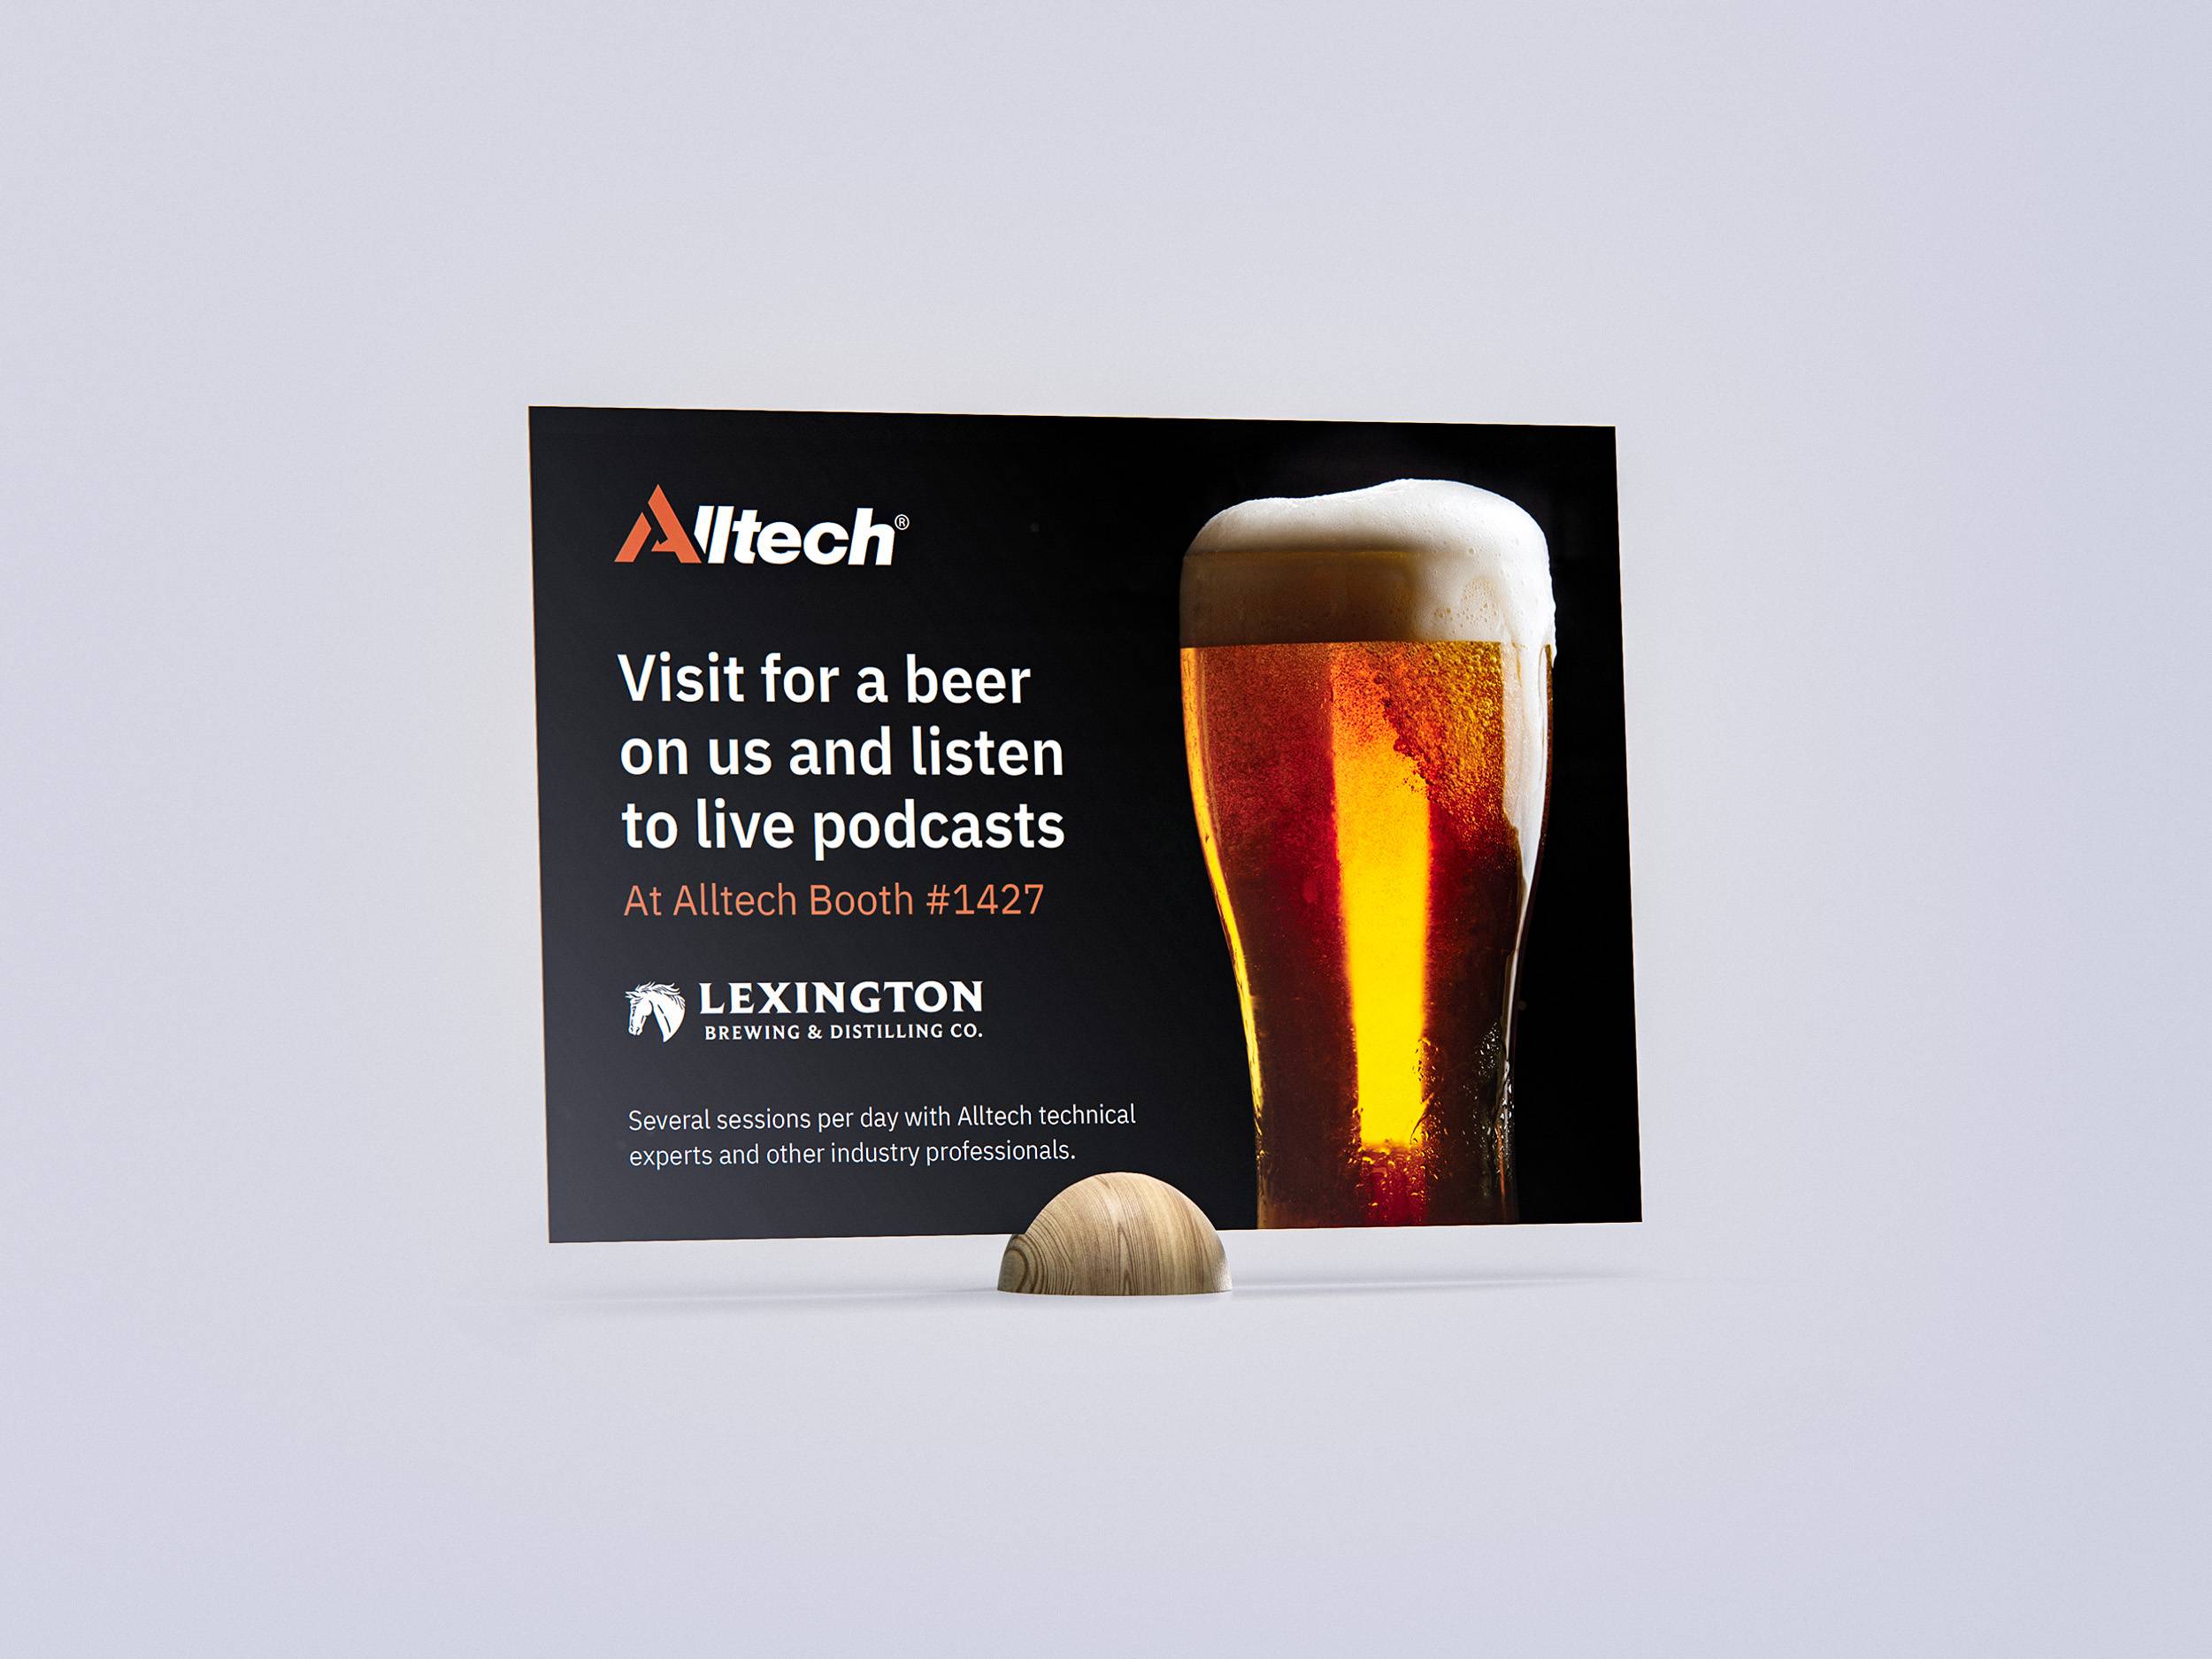 Alltech®
Visit for a beer
on us and listen
to live podcasts
At Alltech Booth #1427
LEXINGTON
BREWING & DISTILLING CO.
Several sessions per day with Alltech technical
experts and other industry professionals.